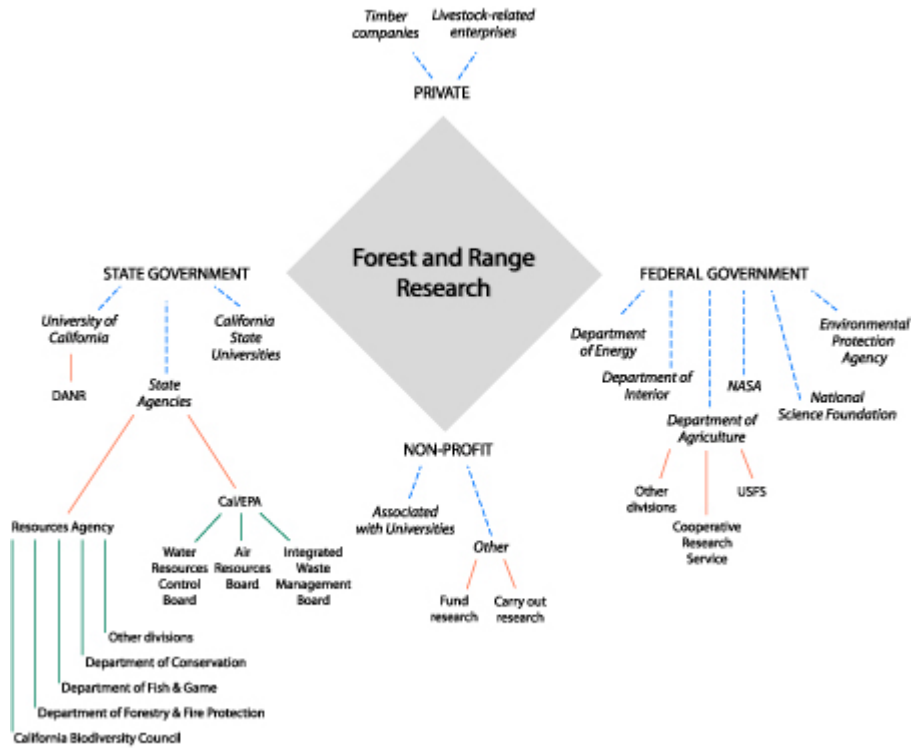 Timber
companies
Livestock-related
enterprises
PRIVATE
Forest and Range
Research
STATE GOVERNMENT
University of
California
California
State
Universities
DANR
State
Agencies
Resources Agency
Cal/EPA
Water
Resources
Control
Board
Air
Resources
Board
Integrated
Waste
Management
Board
Other divisions
Department of Conservation
Department of Fish & Game
Department of Forestry & Fire Protection
California Biodiversity Council
NON-PROFIT
Associated
with Universities
Other
Fund
research
Carry out
research
FEDERAL GOVERNMENT
Department
of Energy
Department of
Interior
Department of
Agriculture
NASA
National
Science Foundation
Environmental
Protection
Agency
Other
divisions
Cooperative
Research
Service
USFS